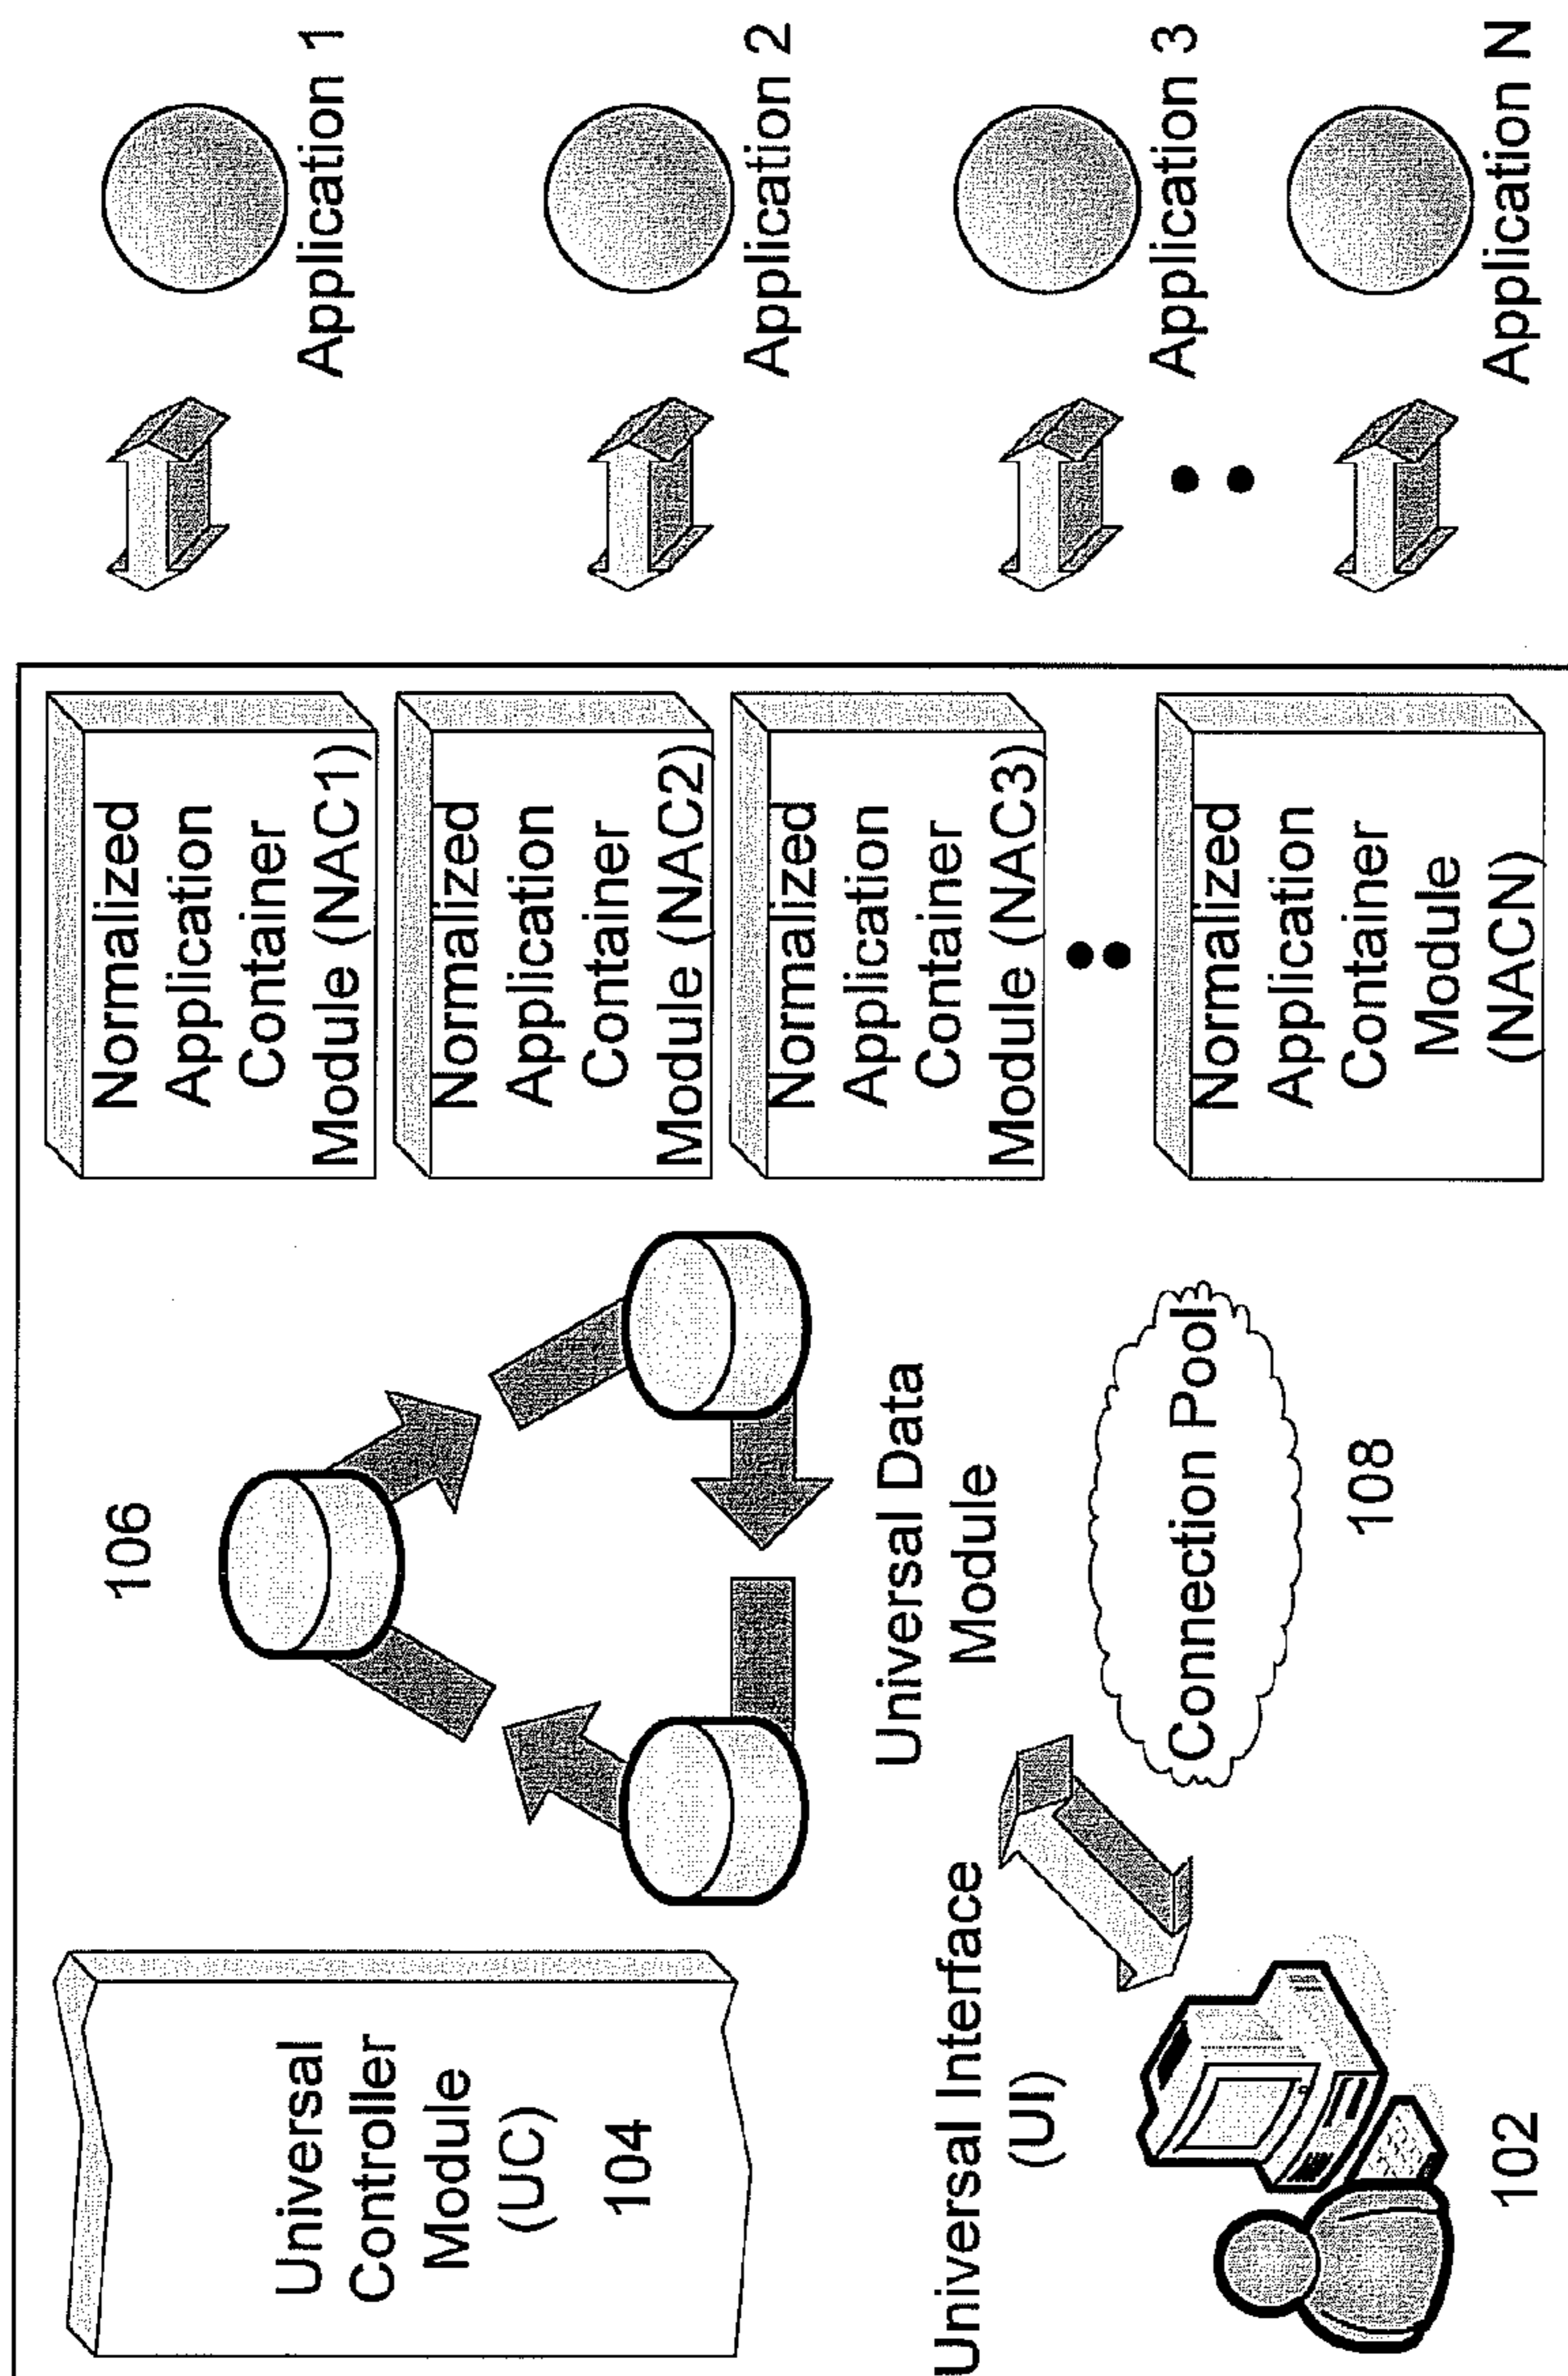 Universal
Controller
Module
(UC)
104
106
Universal Data
Module
Universal Interface
(UI)
102
Connection Pool
108
Normalized
Application
Container
Module (NAC1)
Normalized
Application
Container
Module (NAC2)
Normalized
Application
Container
Module (NAC3)
Normalized
Application
Container
Module
(NACN)
Application 1
Application 2
Application 3
Application N